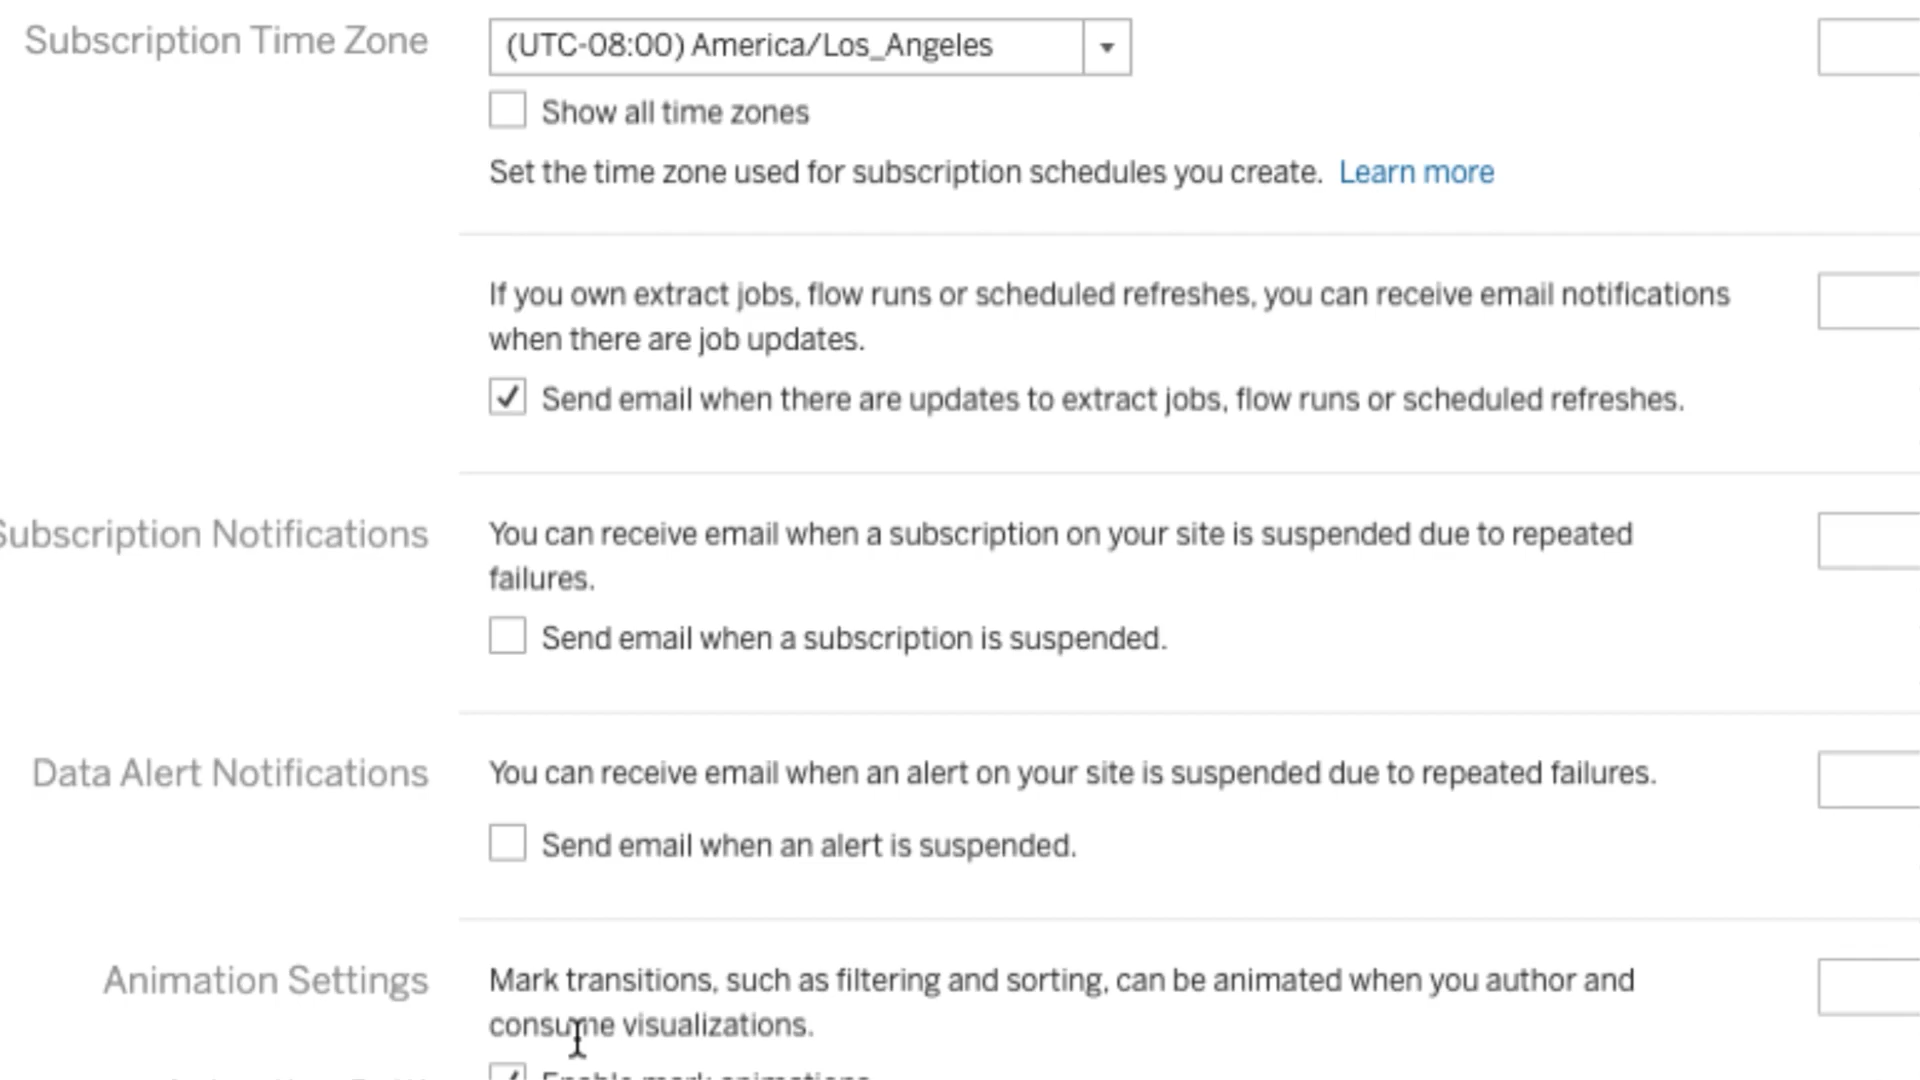 Subscription Time Zone
(UTC-08:00) America/Los_Angeles
Show all time zones
Set the time zone used for subscription schedules you create. Learn more
If you own extract jobs, flow runs or scheduled refreshes, you can receive email notifications
when there are job updates.
Send email when there are updates to extract jobs, flow runs or scheduled refreshes.
Subscription Notifications
You can receive email when a subscription on your site is suspended due to repeated
failures.
Send email when a subscription is suspended.
Data Alert Notifications
You can receive email when an alert on your site is suspended due to repeated failures.
Send email when an alert is suspended.
Animation Settings
Mark transitions, such as filtering and sorting, can be animated when you author and
consume visualizations.
Enable mark animations